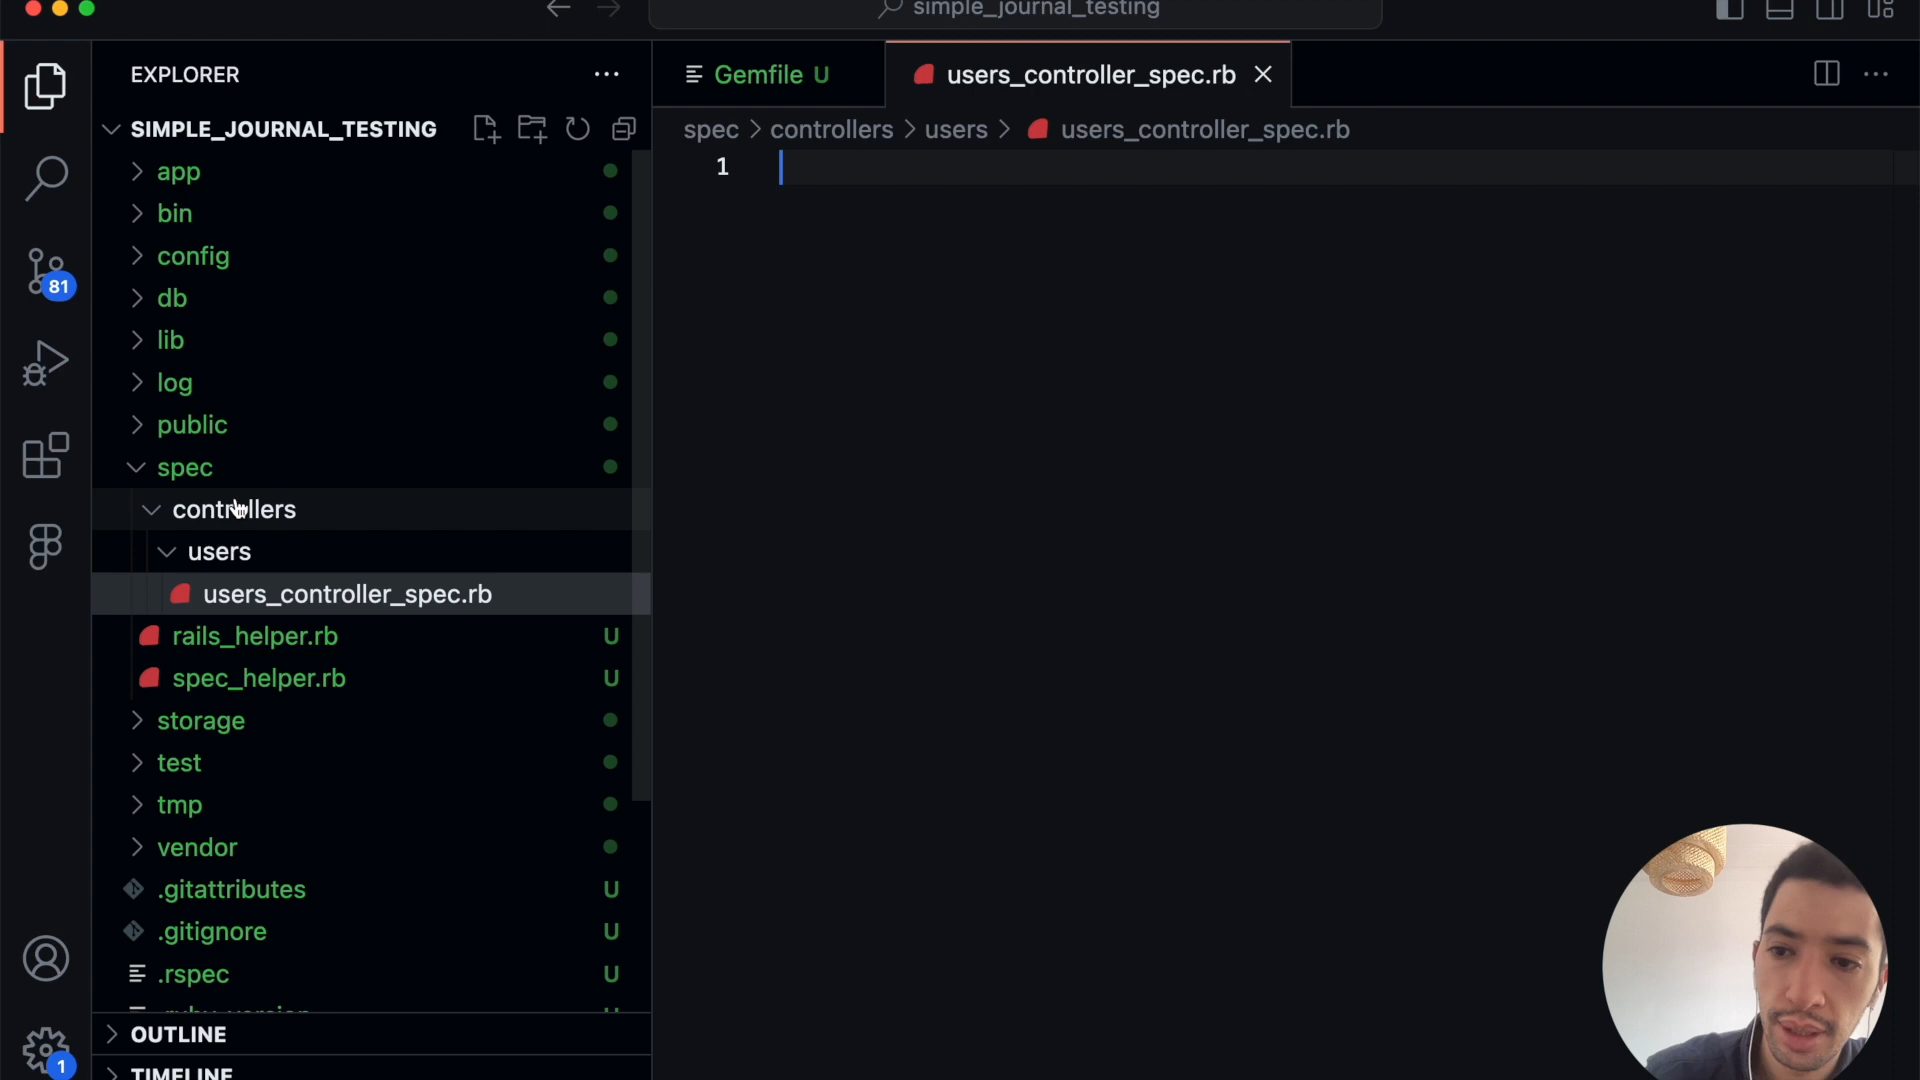 simple_journal_testing
EXPLORER
SIMPLE_JOURNAL_TESTING
app
bin
config
db
lib
log
public
spec
controllers
users
users_controller_spec.rb
rails_helper.rb U
spec_helper.rb U
storage
test
tmp
vendor
.gitattributes U
.gitignore U
.rspec U
OUTLINE
TIMELINE
81
1
Gemfile U
users_controller_spec.rb
spec > controllers > users > users_controller_spec.rb
1